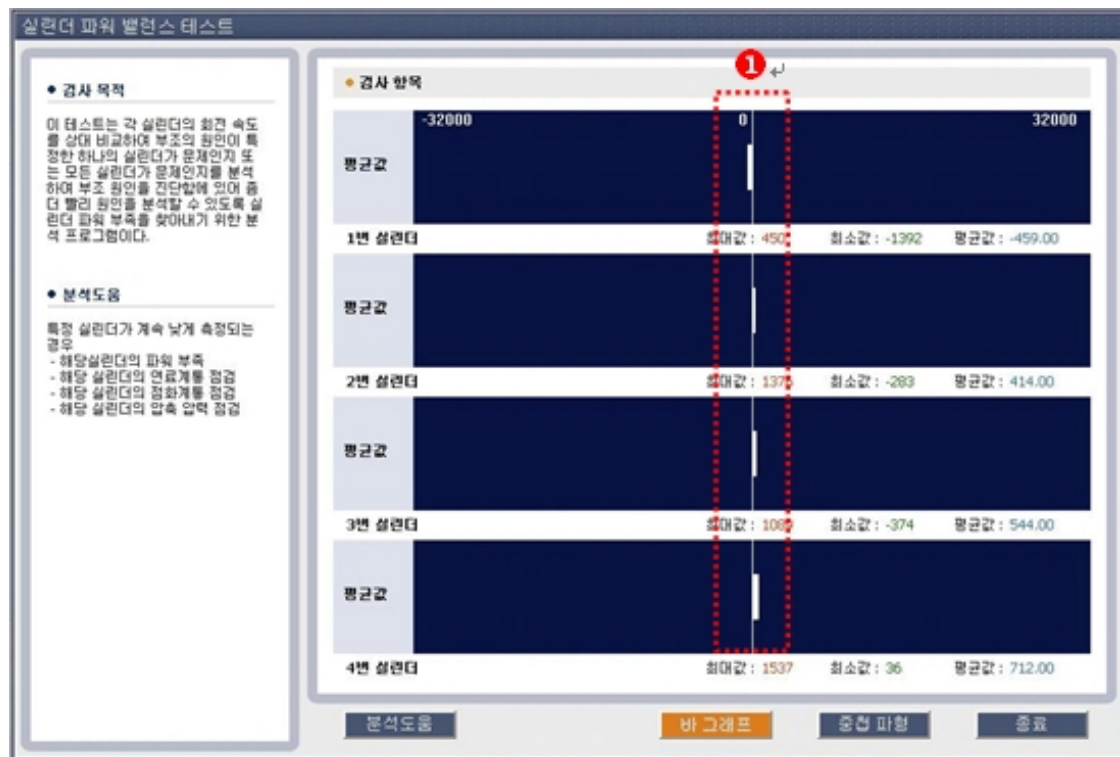 실린더 파워 밸런스 테스트
● 검사 목적
이 테스트는 각 실린더의 회전 속도
를 상대 비교하여 부조의 원인이 특
정한 하나의 실린더가 문제인지 또
는 모든 실린더가 문제인지를 분석
하여 부조 원인을 진단함에 있어 좀
더 빨리 원인을 분석할 수 있도록 실
린더 파워 부족을 찾아내기 위한 분
석 프로그램이다.
● 분석도움
특정 실린더가 계속 낮게 측정되는
경우
- 해당실린더의 파워 부족
- 해당 실린더의 연료계통 점검
- 해당 실린더의 점화계통 점검
- 해당 실린더의 압축 압력 점검
1 ↵
● 검사 항목
-32000 0 32000
평균값
1번 실린더 최대값 : 최소값 : -1392 평균값 : -459.00
평균값
2번 실린더 최대값 : 최소값 : -283 평균값 : 414.00
평균값
3번 실린더 최대값 : 최소값 : -374 평균값 : 544.00
평균값
4번 실린더 최대값 : 1537 최소값 : 36 평균값 : 712.00
분석도움 바 그래프 중첩 파형 종료